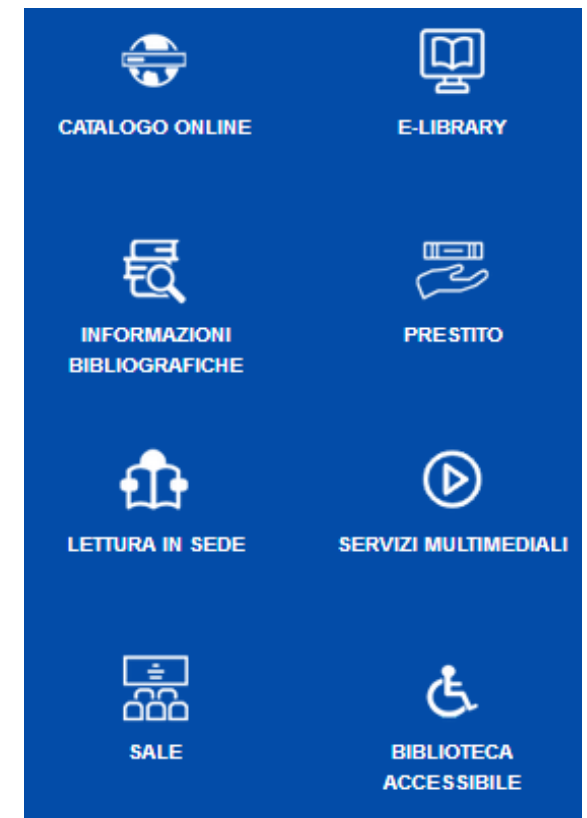 CATALOGO ONLINE
E-LIBRARY
INFORMAZIONI
BIBLIOGRAFICHE
PRESTITO
LETTURA IN SEDE
SERVIZI MULTIMEDIALI
SALE
BIBLIOTECA
ACCESSIBILE